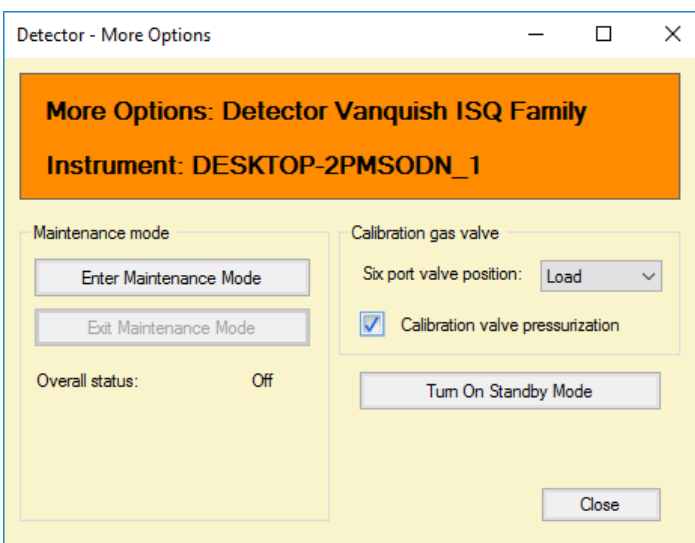 Detector - More Options
More Options: Detector Vanquish ISQ Family
Instrument: DESKTOP-2PMSODN_1
Maintenance mode
Enter Maintenance Mode
Exit Maintenance Mode
Overall status: Off
Calibration gas valve
Six port valve position: Load
Calibration valve pressurization
Turn On Standby Mode
Close